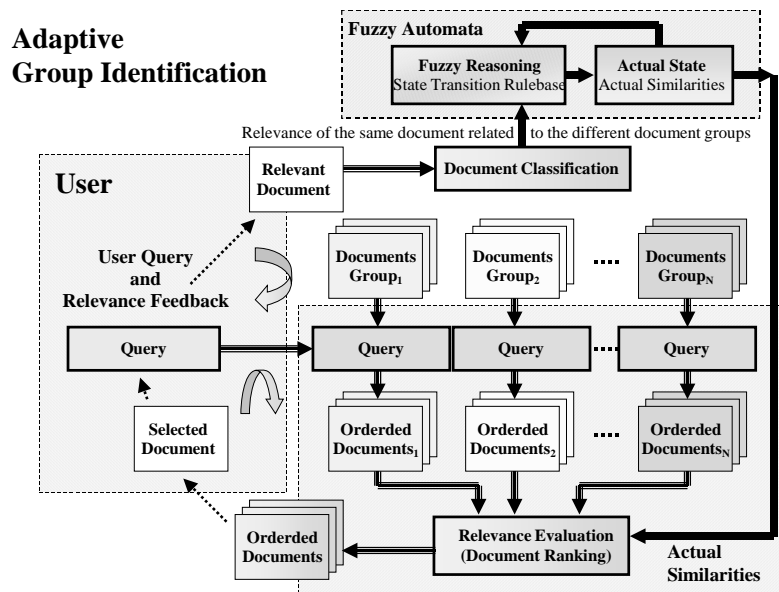 Adaptive
Group Identification
Fuzzy Automata
Fuzzy Reasoning
State Transition Rulebase
Actual State
Actual Similarities
Relevance of the same document related to the different document groups
User
Relevant
Document
Document Classification
User Query
and
Relevance Feedback
Documents
Group1
Documents
Group2
....
Documents
GroupN
Query
Query
Query
....
Query
Selected
Document
Orderded
Documents1
Orderded
Documents2
....
Orderded
DocumentsN
Orderded
Documents
Relevance Evaluation
(Document Ranking)
Actual
Similarities